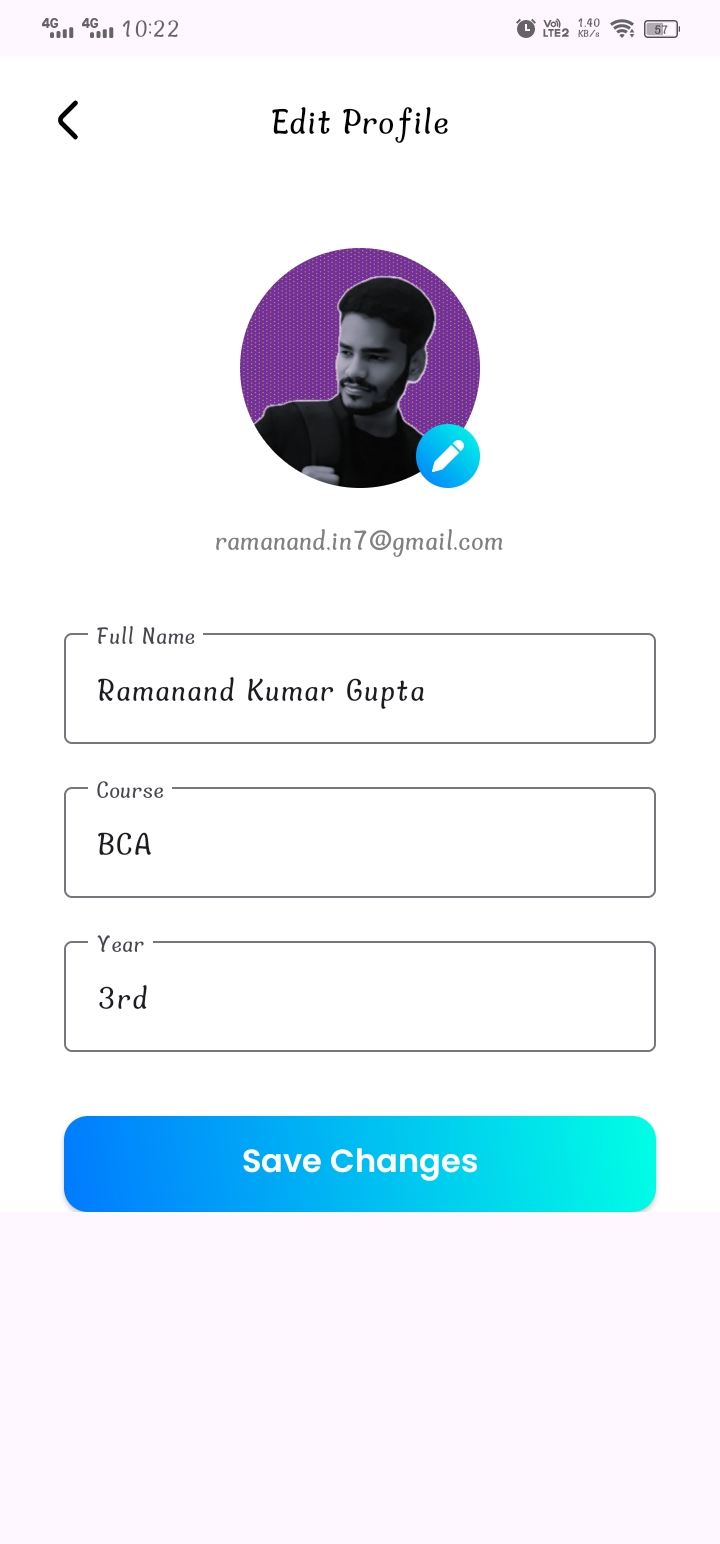 4G 4G 10:22 Vo) LTE2 1.40 KB/s 57
Edit Profile
ramanand.in7@gmail.com
Full Name
Ramanand Kumar Gupta
Course
BCA
Year
3rd
Save Changes